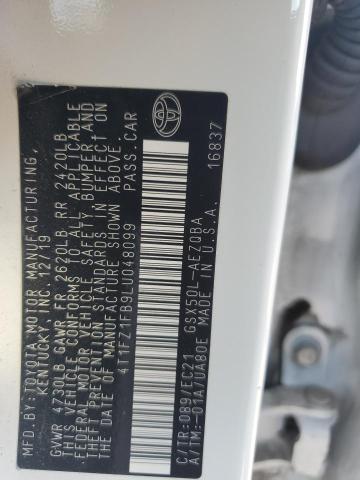 MFD.BY: TOYOTA MOTOR MANUFACTURING,
KENTUCKY, INC. 12/19
GVWR 4730LB GAWR FR 2620LB RR 2420LB
THIS VEHICLE CONFORMS TO ALL APPLICABLE
FEDERAL MOTOR VEHICLE SAFETY BUMPER, AND
THEFT PREVENTION STANDARDS IN EFFECT ON
THE DATE OF MANUFACTURE SHOWN ABOVE.
4T1FZ1FB9LU048099 PASS.CAR
C/TR:089/EC21 GSX50L-AEZ0BA
A/TM:-01A/UA80E MADE IN U.S.A. 16837